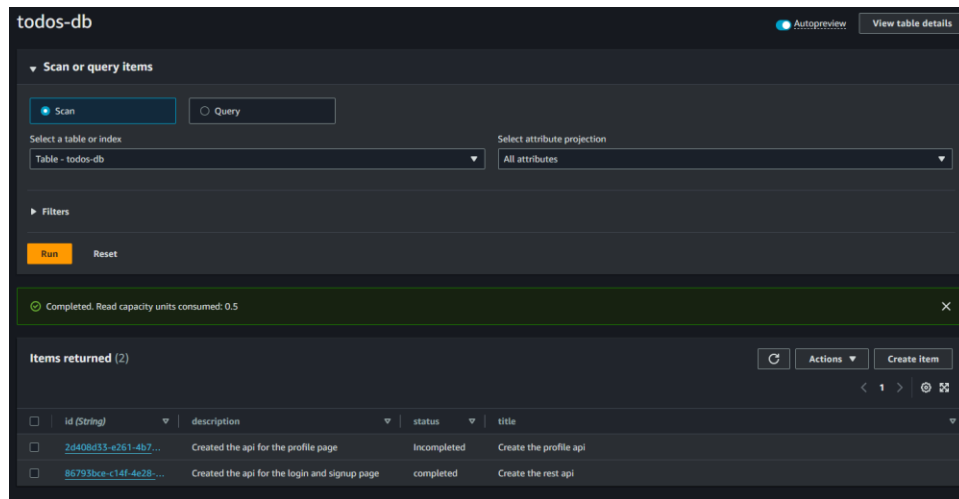 todos-db
Autopreview
View table details
Scan or query items
Scan
Query
Select a table or index
Select attribute projection
Table - todos-db
All attributes
Filters
Run
Reset
Completed. Read capacity units consumed: 0.5
Items returned (2)
Actions
Create item
1
id (String)
description
status
title
2d408d33-e261-4b7...
Created the api for the profile page
Incompleted
Create the profile api
86793bce-c14f-4e28-...
Created the api for the login and signup page
completed
Create the rest api